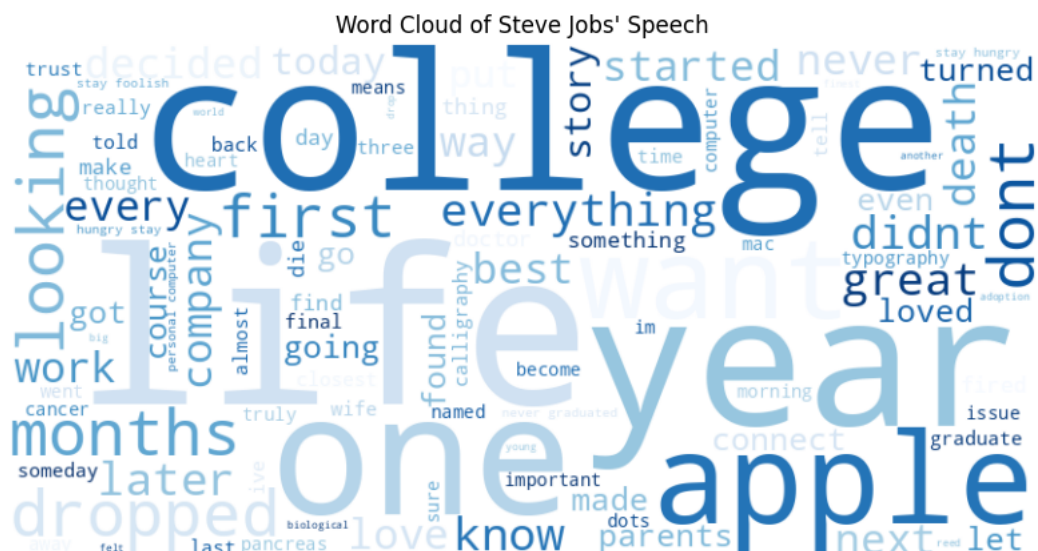 Word Cloud of Steve Jobs' Speech
trust
decided
today
put
story
started
never
stay hungry
turned
stay foolish
means
finest
looking
really
world
college
drop
thing
computer
tell
death
told
back
day
three
way
time
another
dont
make
heart
thought
every
first
everything
even
didnt
hungry stay
life
die
go
doctor
something
mac
want
typography
course
personal computer
company
best
great
adoption
got
find
found
calligraphy
loved
big
almost
final
im
year
going
work
become
went
closest
morning
firnd
cancer
truly
wife
named
never graduated
issue
months
one
young
connect
graduate
someday
later
ive
important
apple
dropped
sure
made
biological
dots
away
felt
last
pancreas
love
know
parents
next
reed
let